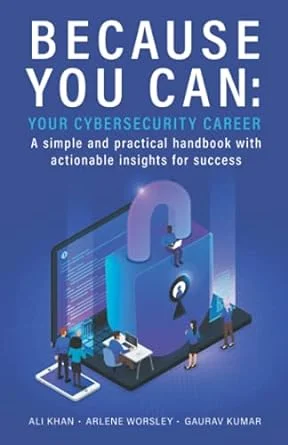 BECAUSE
YOU CAN:
YOUR CYBERSECURITY CAREER
A simple and practical handbook with
actionable insights for success
ALI KHAN • ARLENE WORSLEY • GAURAV KUMAR